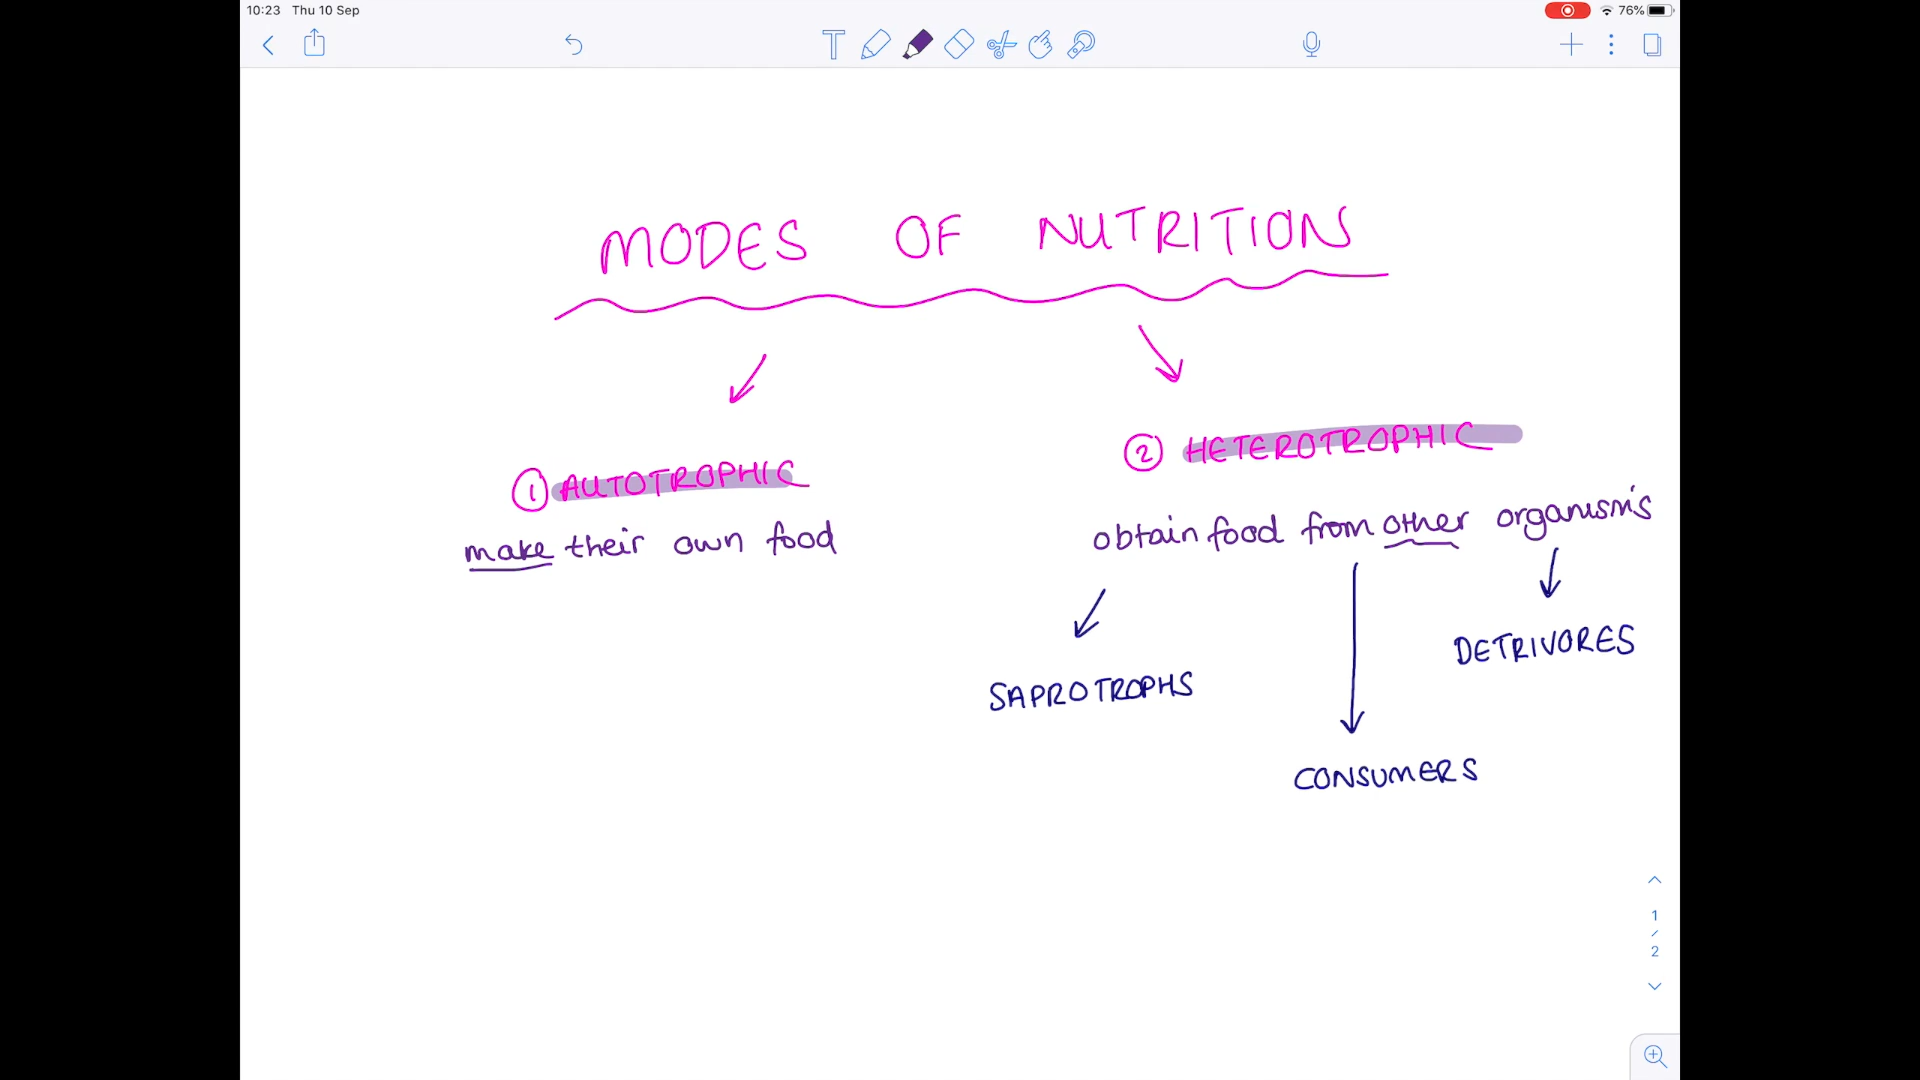 10:23 Thu 10 Sep
76%
T
MODES OF NUTRITION
① AUTOTROPHIC
make their own food
② HETEROTROPHIC
obtain food from other organisms
SAPROTROPHS
CONSUMERS
DETRIVORES
1
/
2